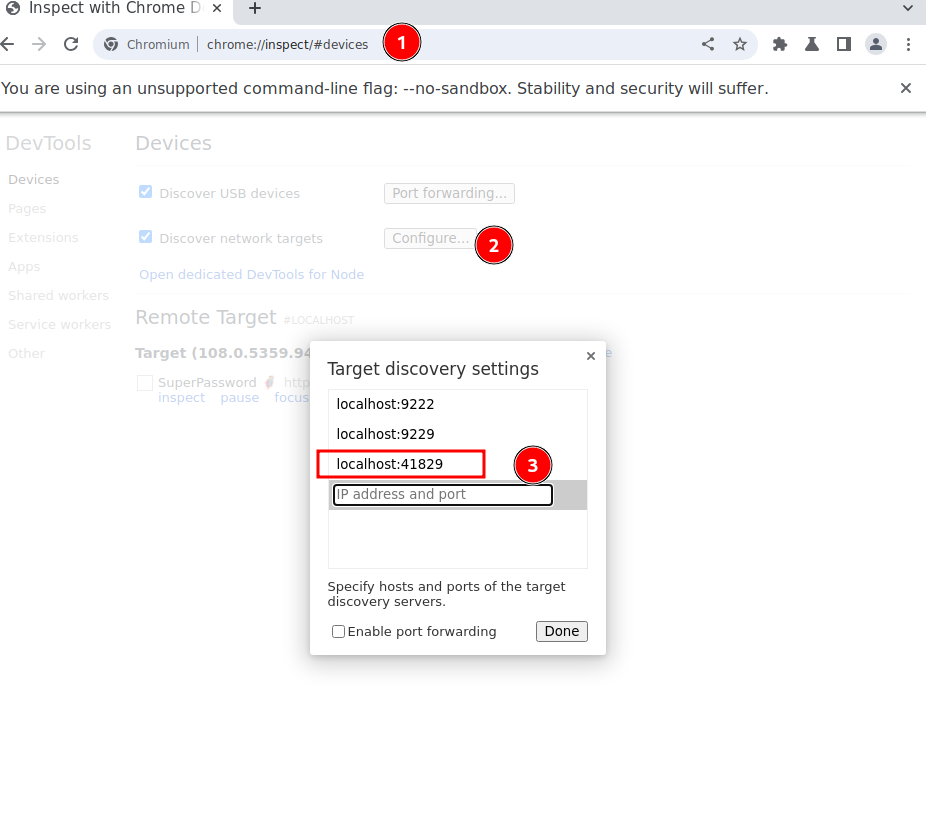 Inspect with Chrome D
Chromium chrome://inspect/#devices 1
You are using an unsupported command-line flag: --no-sandbox. Stability and security will suffer.
DevTools
Devices
Pages
Extensions
Apps
Shared workers
Service workers
Other
Devices
Discover USB devices Port forwarding...
Discover network targets Configure... 2
Open dedicated DevTools for Node
Remote Target #LOCALHOST
Target (108.0.5359.94
SuperPassword http
inspect pause focus
Target discovery settings
localhost:9222
localhost:9229
localhost:41829 3
IP address and port
Specify hosts and ports of the target
discovery servers.
Enable port forwarding Done